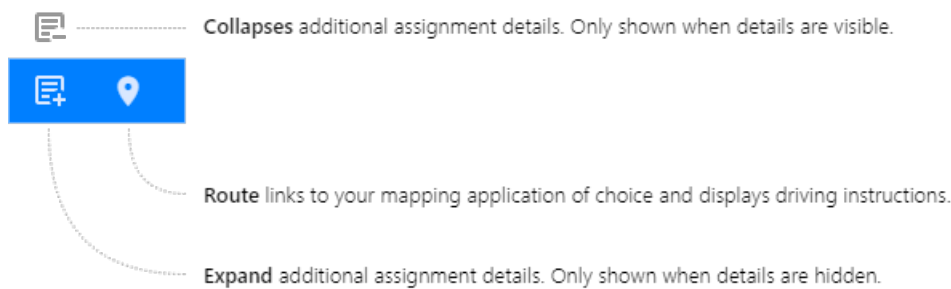 Collapses additional assignment details. Only shown when details are visible.
Route links to your mapping application of choice and displays driving instructions.
Expand additional assignment details. Only shown when details are hidden.